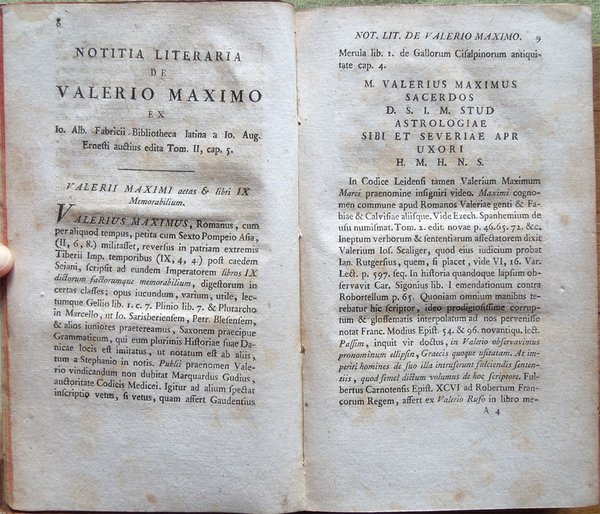 8
NOTITIA LITERARIA
DE
VALERIO MAXIMO
EX
Io. Alb. Fabricii Bibliotheca latina a Io. Aug.
Ernesti auctius edita Tom. II, cap. 5.
VALERII MAXIMI aetas & libri IX
Memorabilium.
VALERIUS MAXIMUS, Romanus, cum
per aliquod tempus, petita cum Sexto Pompeio Asia,
(II, 6, 8.) militasset, reversus in patriam extremis
Tiberii Imp. temporibus (IX, 4, 4) post caedem
Seiani, scripsit ad eundem Imperatorem libros IX
dictorum factorumque memorabilium, digestorum in
certas classes; opus iucundum, varium, utile, lec-
tumque Gellio lib. 1. c. 7. Plinio lib. 7. & Plutarcho
in Marcello, ut Io. Sarisberiensem, Petr. Blesensem,
& alios iuniores praetereamus, Saxonem praecipue
Grammaticum, qui eum plurimis Historiae suae Da-
nicae locis est imitatus, ut notatum est ab aliis,
tum a Stephanio in notis. Publii praenomen Vale-
rio vindicandum non dubitat Marquardus Gudius,
auctoritate Codicis Medicei. Igitur ad alium spectat
inscriptio vetus, si vetus, quam affert Gaudentius
NOT. LIT. DE VALERIO MAXIMO. 9
Merula lib. 1. de Gallorum Cisalpinorum antiqui-
tate cap. 4.
M. VALERIUS MAXIMUS
SACERDOS
D. S. I. M. STUD
ASTROLOGIAE
SIBI ET SEVERIAE APR
UXORI
H. M. H. N. S.
In Codice Leidensi tamen Valerium Maximum
Marci praenomine insigniri video. Maximi cogno-
men commune apud Romanos Valeriae genti & Fa-
biae & Calvisiae aliisque. Vide Ezech. Spanhemium de
usu numismat. Tom. 2. edit. novae p. 46. 65. 71. &c.
Ineptum verborum & sententiarum affectatorem dixit
Valerium Ios. Scaliger, quod eius iudicium probat
Ian. Rutgersius, quem, si placet, vide VI, 16. Var.
Lect. p. 597. seq. In historia quandoque lapsum obser-
vavit Car. Sigonius lib. I emendationum contra
Robortellum p. 65. Quoniam omnium manibus te-
rebatur hic scriptor, ideo prodigiosissime corrup-
tum & glossematis interpolatum ad nos pervenisse
notat Franc. Modius Epist. 54. & 96. novantiqu. lect.
Passim, inquit vir doctus, in Valerio observavimus
pronominum ellipsin, Graecis quoque usitatam. At im-
periti homines de suo illa intruserunt fulciendis senten-
tiis, quod semel dictum volumus de hoc scriptore. Ful-
bertus Carnotensis Epist. XCVI ad Robertum Fran-
corum Regem, affert ex Valerio Rufo in libro me-
A 4